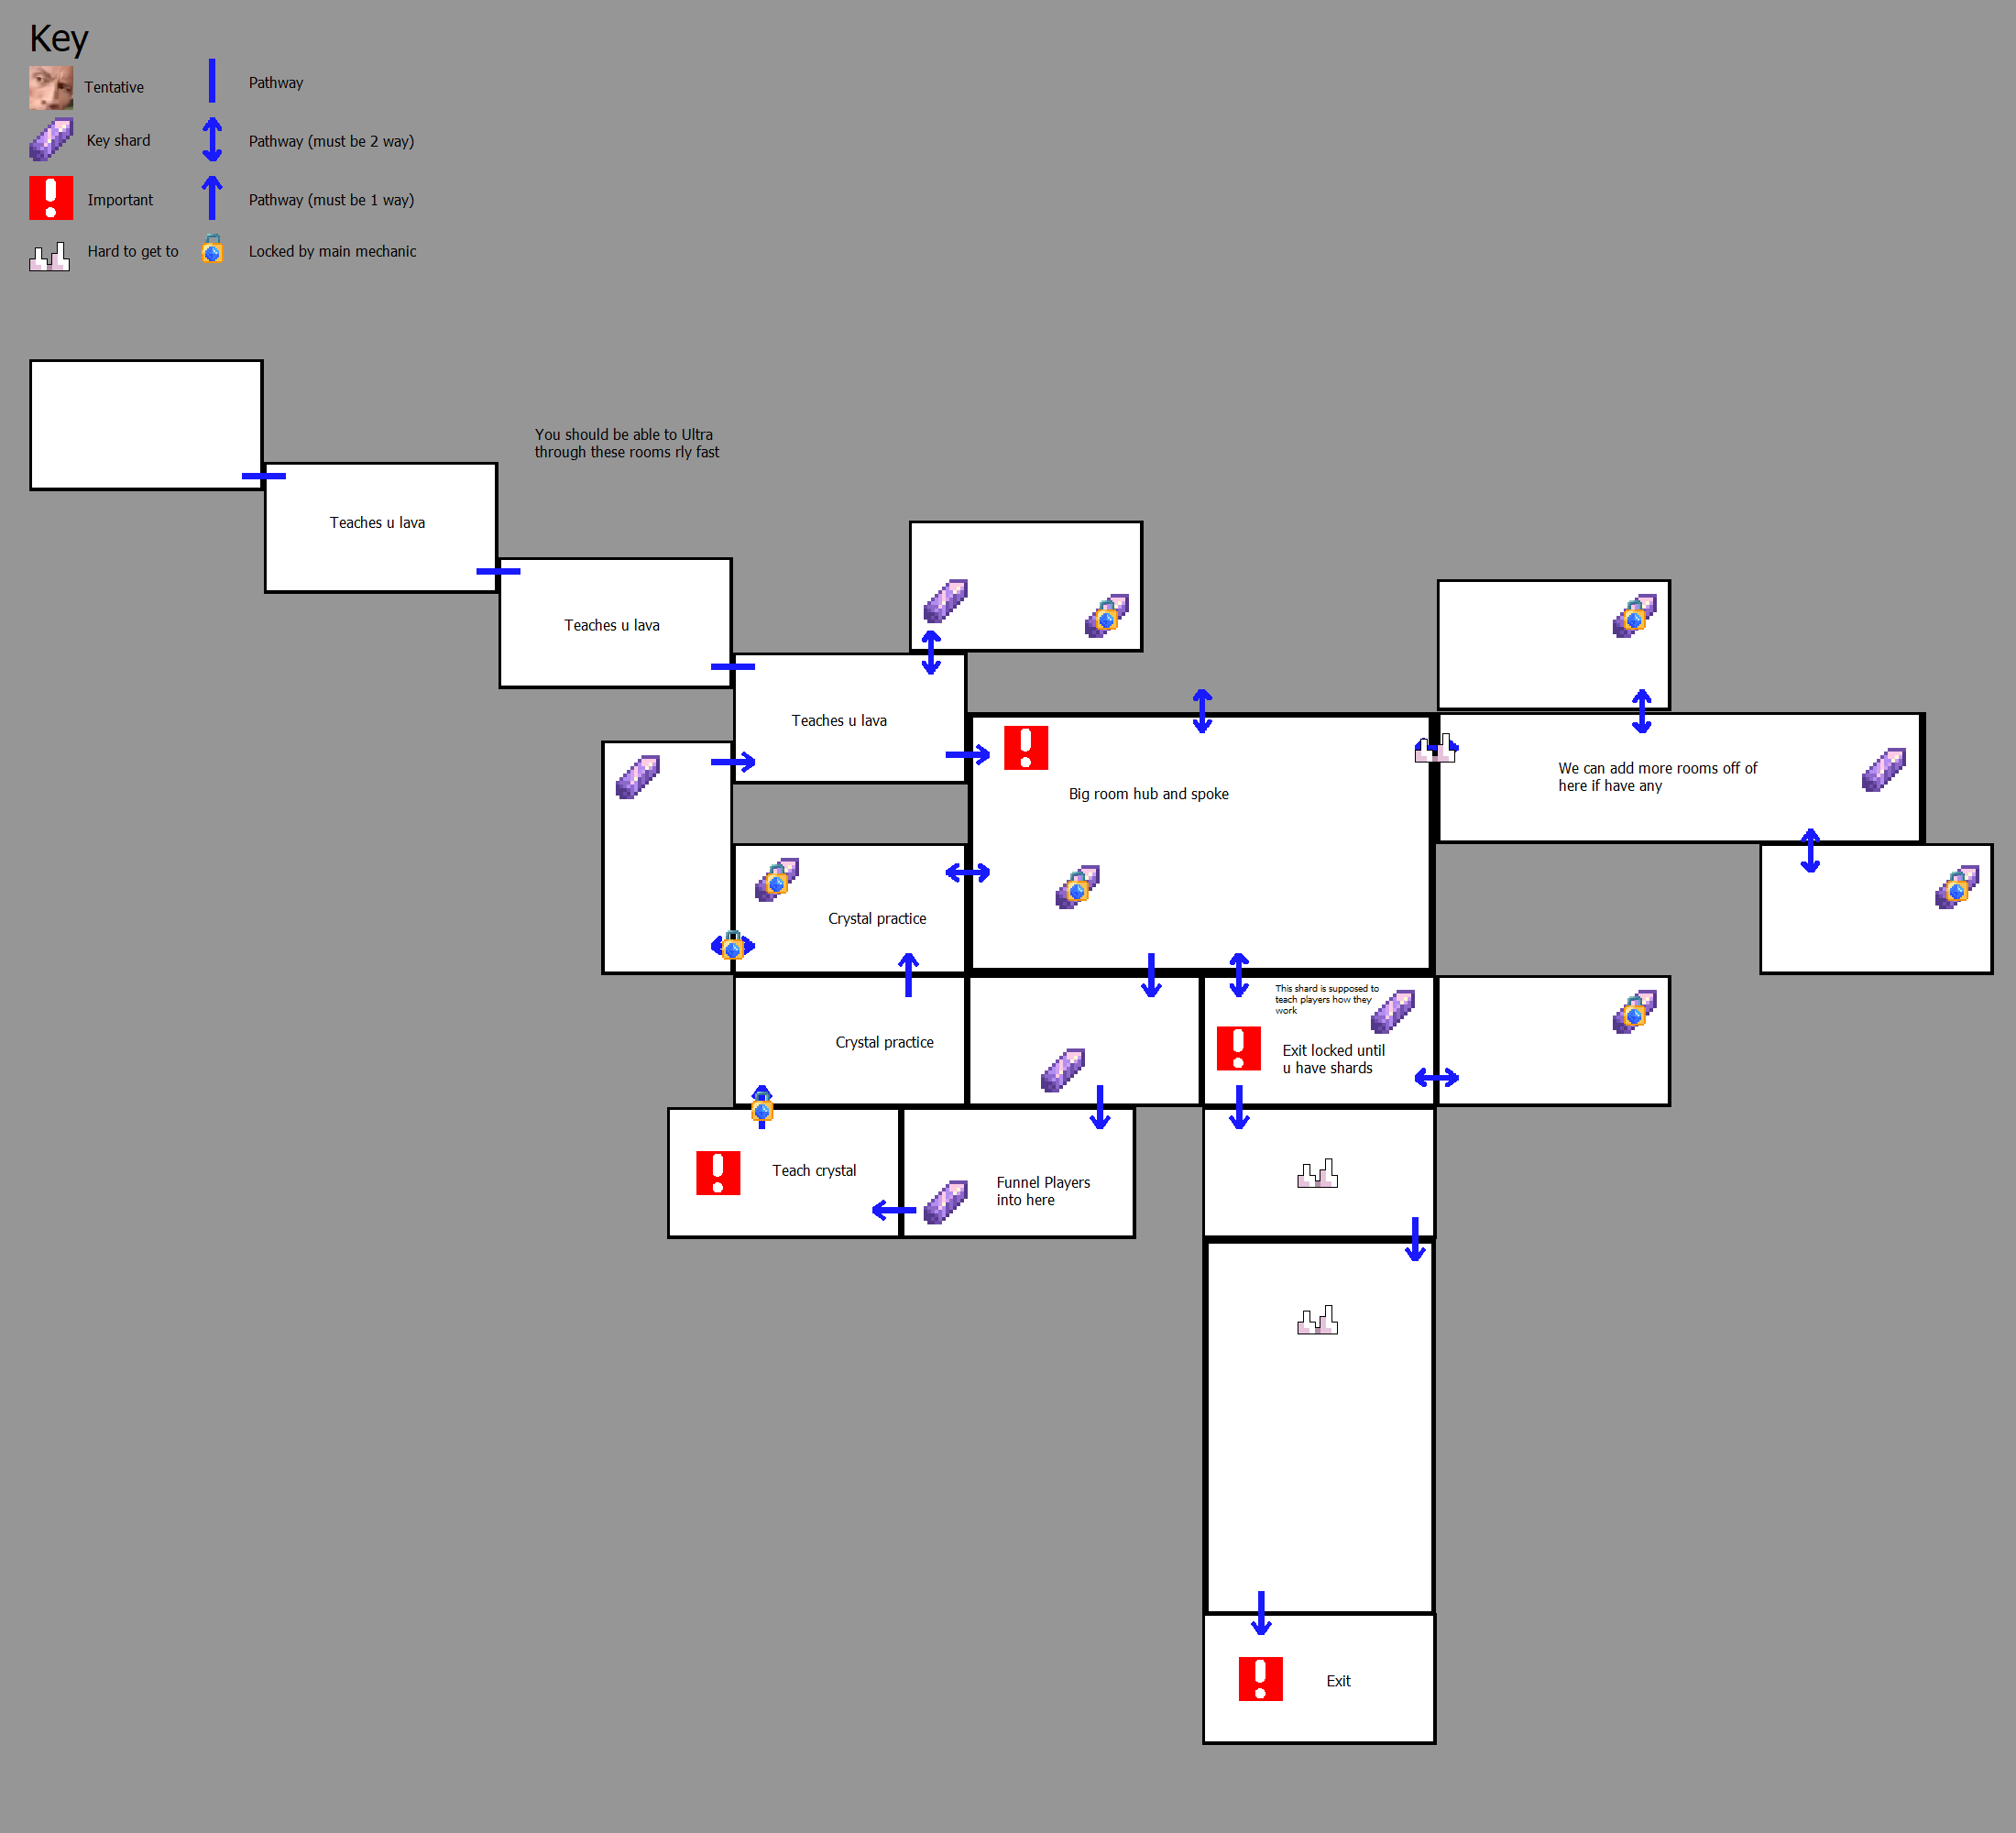 Key
Tentative
Pathway
Key shard
Pathway (must be 2 way)
Important
Pathway (must be 1 way)
Hard to get to
Locked by main mechanic
You should be able to Ultra
through these rooms rly fast
Teaches u lava
Teaches u lava
Teaches u lava
Big room hub and spoke
We can add more rooms off of
here if have any
Crystal practice
This shard is supposed to
teach players how they
work
Crystal practice
Exit locked until
u have shards
Teach crystal
Funnel Players
into here
Exit